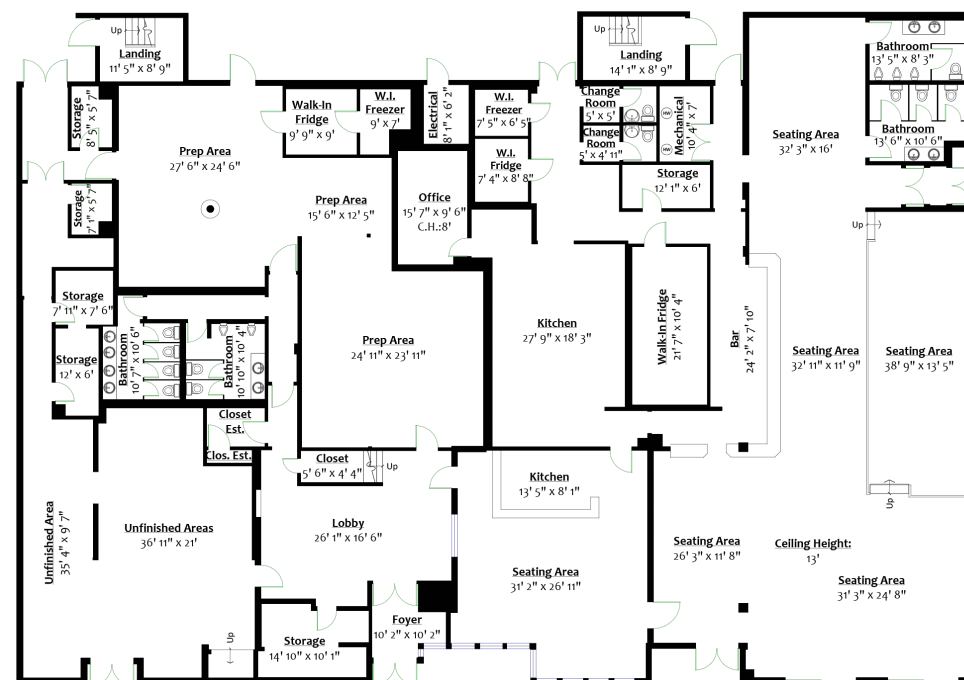 Up
Landing
11' 5" x 8' 9"
Up
Landing
14' 1" x 8' 9"
Bathroom
13' 5" x 8' 3"
Storage
8' 5" x 5' 7"
Walk-In
Fridge
9' 9" x 9'
W.I.
Freezer
9' x 7'
Electrical
8' 1" x 6' 2"
W.I.
Freezer
7' 5" x 6' 5"
Change
Room
5' x 5'
Change
Room
5' x 4' 11"
HW
HW
Mechanical
10' 4" x 7'
Seating Area
32' 3" x 16'
Bathroom
13' 6" x 10' 6"
Prep Area
27' 6" x 24' 6"
W.I.
Fridge
7' 4" x 8' 8"
Storage
12' 1" x 6'
Storage
7' 1" x 5' 7"
Prep Area
15' 6" x 12' 5"
Office
15' 7" x 9' 6"
C.H.:8'
Up
Storage
7' 11" x 7' 6"
Storage
12' x 6'
Bathroom
10' 7" x 10' 6"
Bathroom
10' 10" x 10' 4"
Prep Area
24' 11" x 23' 11"
Kitchen
27' 9" x 18' 3"
Walk-In Fridge
21' 7" x 10' 4"
Bar
24' 2" x 7' 10"
Seating Area
32' 11" x 11' 9"
Seating Area
38' 9" x 13' 5"
Closet
Est.
Clos. Est.
Closet
5' 6" x 4' 4"
Up
Kitchen
13' 5" x 8' 1"
Up
Unfinished Area
35' 4" x 9' 7"
Unfinished Areas
36' 11" x 21'
Lobby
26' 1" x 16' 6"
Seating Area
31' 2" x 26' 11"
Seating Area
26' 3" x 11' 8"
Ceiling Height:
13'
Seating Area
31' 3" x 24' 8"
Up
Storage
14' 10" x 10' 1"
Foyer
10' 2" x 10' 2"